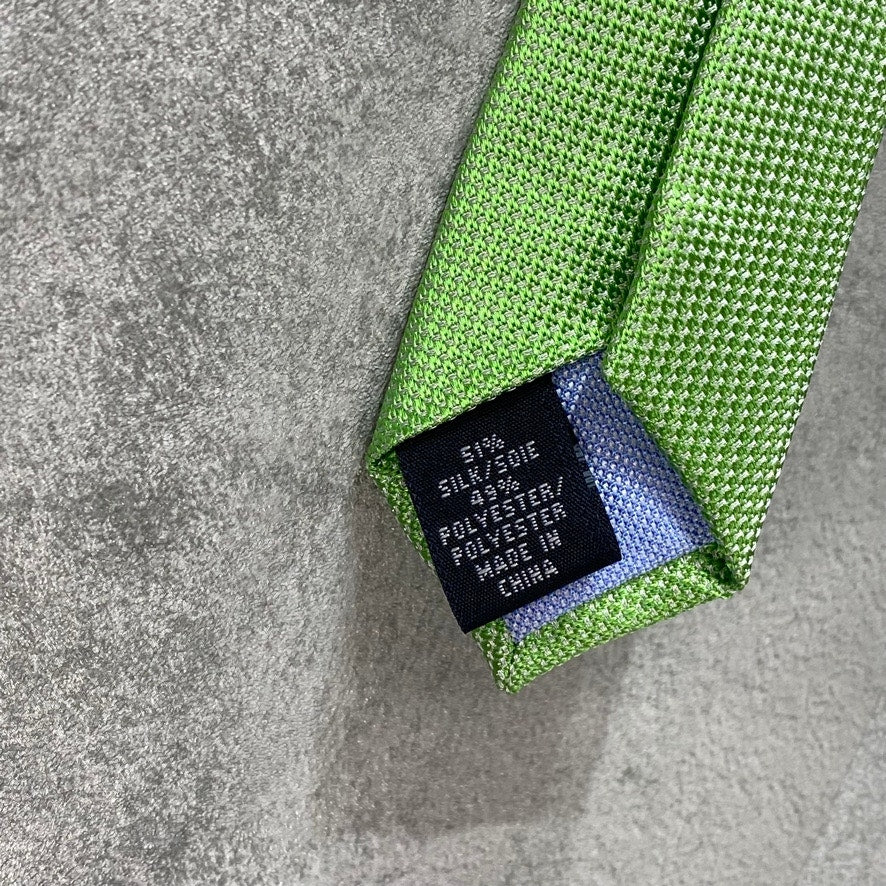 51%
SILK/SOIE
49%
POLYESTER/
POLYESTER
MADE IN
CHINA